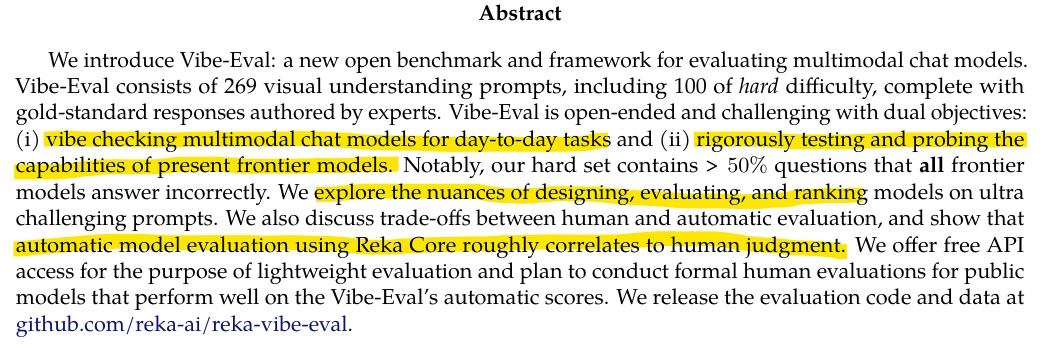 Abstract
We introduce Vibe-Eval: a new open benchmark and framework for evaluating multimodal chat models.
Vibe-Eval consists of 269 visual understanding prompts, including 100 of hard difficulty, complete with
gold-standard responses authored by experts. Vibe-Eval is open-ended and challenging with dual objectives:
(i) vibe checking multimodal chat models for day-to-day tasks and (ii) rigorously testing and probing the
capabilities of present frontier models. Notably, our hard set contains > 50% questions that all frontier
models answer incorrectly. We explore the nuances of designing, evaluating, and ranking models on ultra
challenging prompts. We also discuss trade-offs between human and automatic evaluation, and show that
automatic model evaluation using Reka Core roughly correlates to human judgment. We offer free API
access for the purpose of lightweight evaluation and plan to conduct formal human evaluations for public
models that perform well on the Vibe-Eval's automatic scores. We release the evaluation code and data at
github.com/reka-ai/reka-vibe-eval.